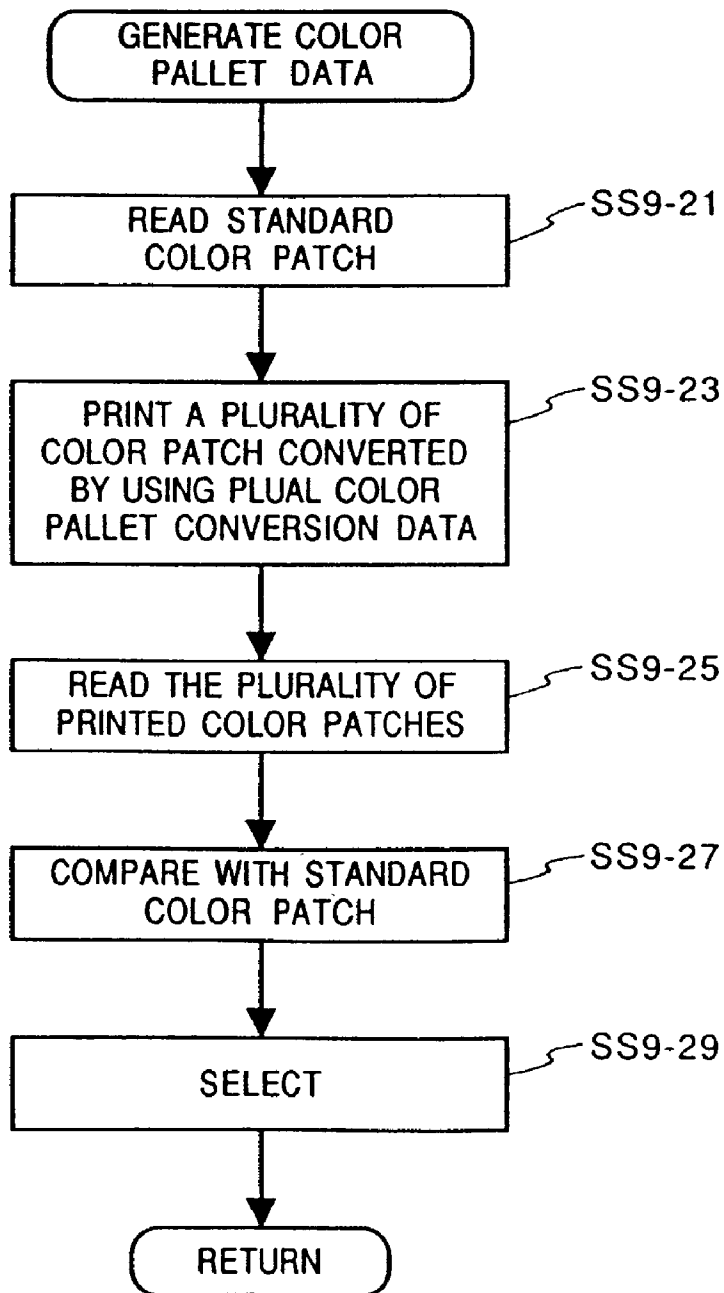 GENERATE COLOR
PALLET DATA
READ STANDARD
COLOR PATCH
SS9-21
PRINT A PLURALITY OF
COLOR PATCH CONVERTED
BY USING PLUAL COLOR
PALLET CONVERSION DATA
SS9-23
READ THE PLURALITY OF
PRINTED COLOR PATCHES
SS9-25
COMPARE WITH STANDARD
COLOR PATCH
SS9-27
SELECT
SS9-29
RETURN